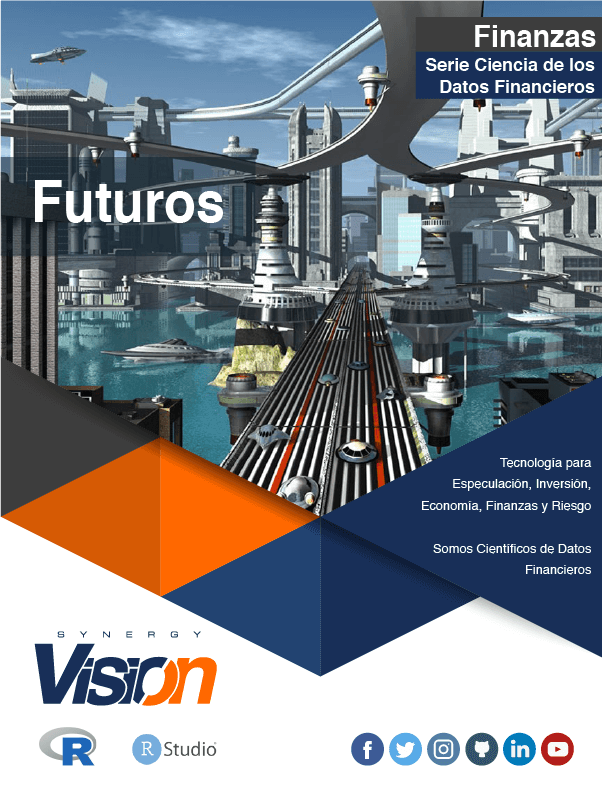 Finanzas
Serie Ciencia de los
Datos Financieros
Futuros
Tecnología para
Especulación, Inversión,
Economía, Finanzas y Riesgo
Somos Científicos de Datos
Financieros
SYNERGY
Vision
R
R Studio